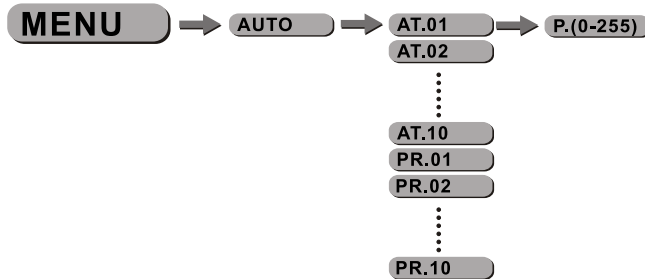 MENU AUTO AT.01 P.(0-255)
AT.02
AT.10
PR.01
PR.02
PR.10